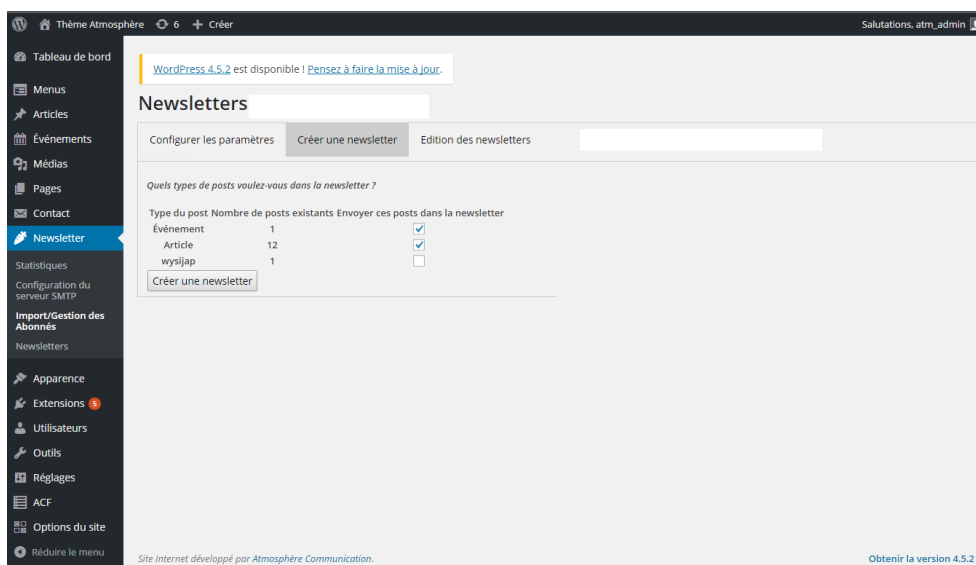 Thème Atmosphère 6 + Créer Salutations, atm_admin
Tableau de bord
Menus
Articles
Événements
Médias
Pages
Contact
Newsletter
Statistiques
Configuration du
serveur SMTP
Import/Gestion des
Abonnés
Newsletters
Apparence
Extensions 5
Utilisateurs
Outils
Réglages
ACF
Options du site
Réduire le menu
WordPress 4.5.2 est disponible ! Pensez à faire la mise à jour.
Newsletters
Configurer les paramètres Créer une newsletter Edition des newsletters
Quels types de posts voulez-vous dans la newsletter ?
Type du post Nombre de posts existants Envoyer ces posts dans la newsletter
Événement 1
Article 12
wysijap 1
Créer une newsletter
Site Internet développé par Atmosphère Communication. Obtenir la version 4.5.2